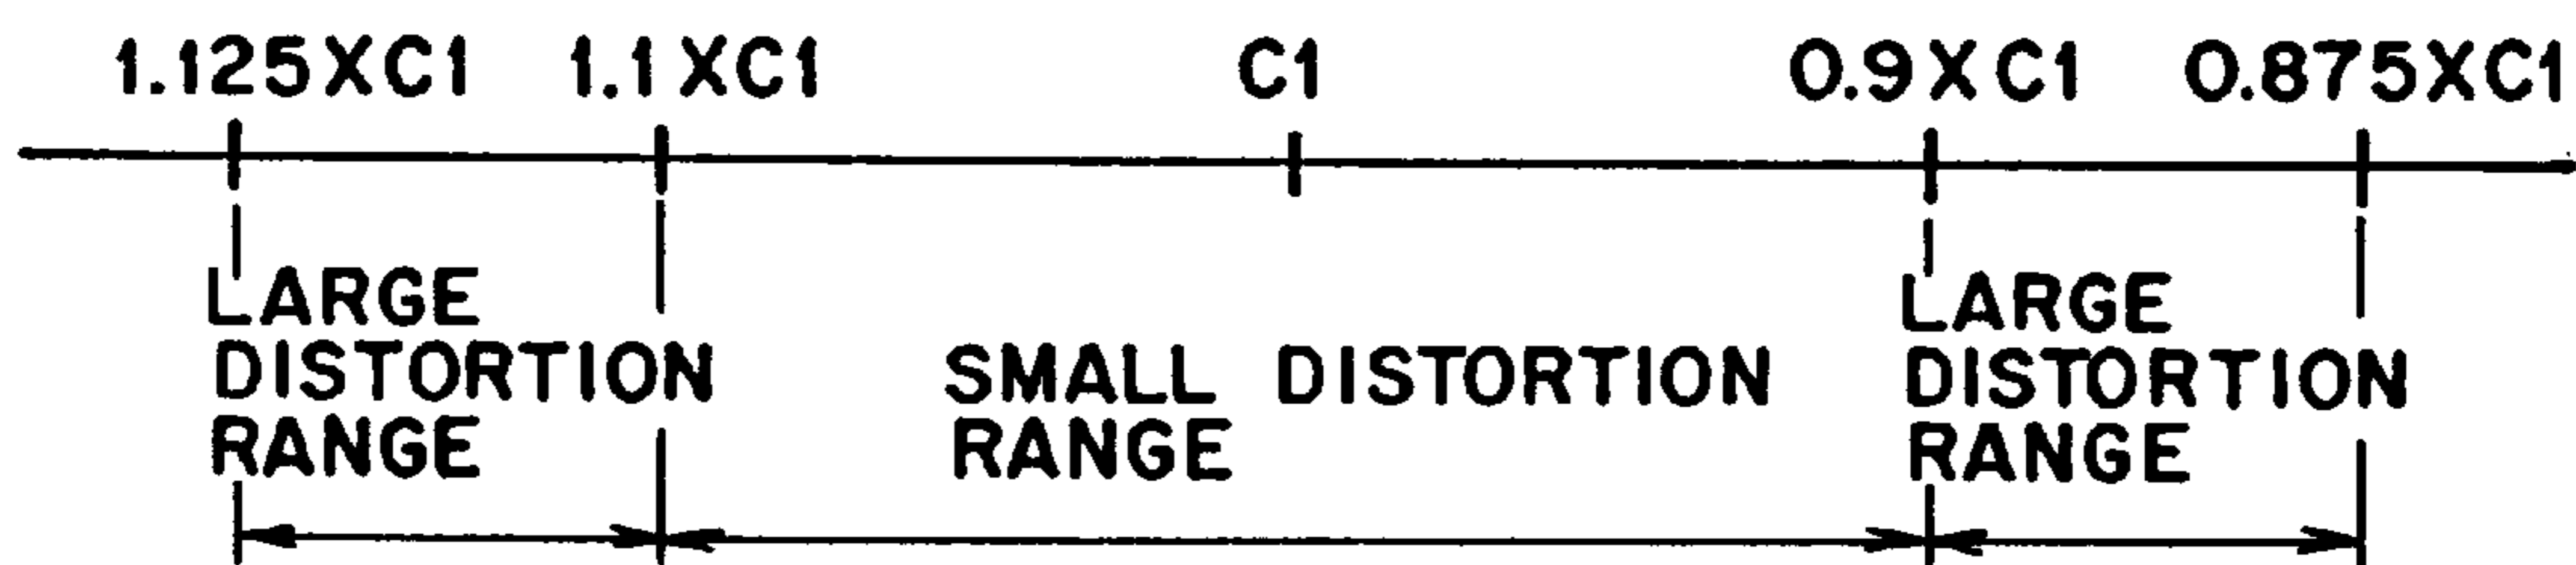 1.125XC1 1.1XC1 C1 0.9XC1 0.875XC1
LARGE
DISTORTION
RANGE
SMALL DISTORTION
RANGE
LARGE
DISTORTION
RANGE